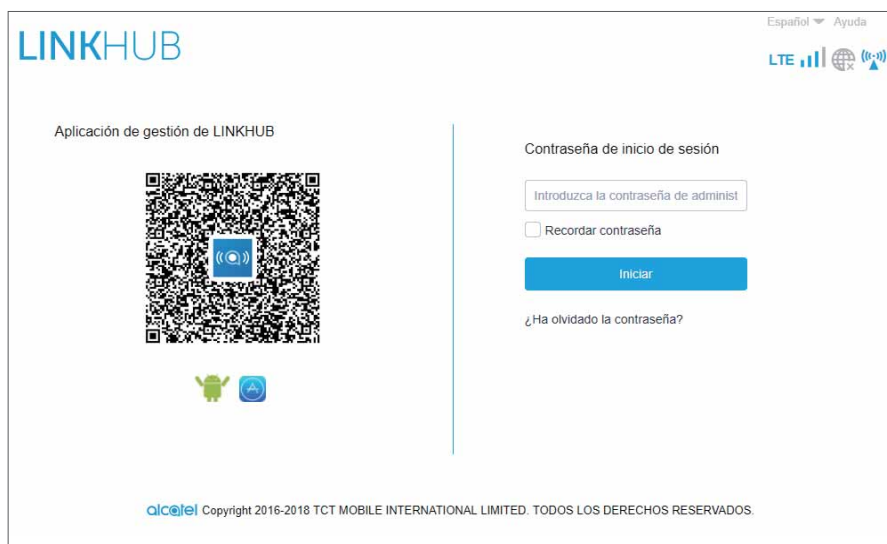 Español Ayuda
LINKHUB
LTE
Aplicación de gestión de LINKHUB
Contraseña de inicio de sesión
Introduzca la contraseña de administ
Recordar contraseña
Iniciar
¿Ha olvidado la contraseña?
alcatel Copyright 2016-2018 TCT MOBILE INTERNATIONAL LIMITED. TODOS LOS DERECHOS RESERVADOS.